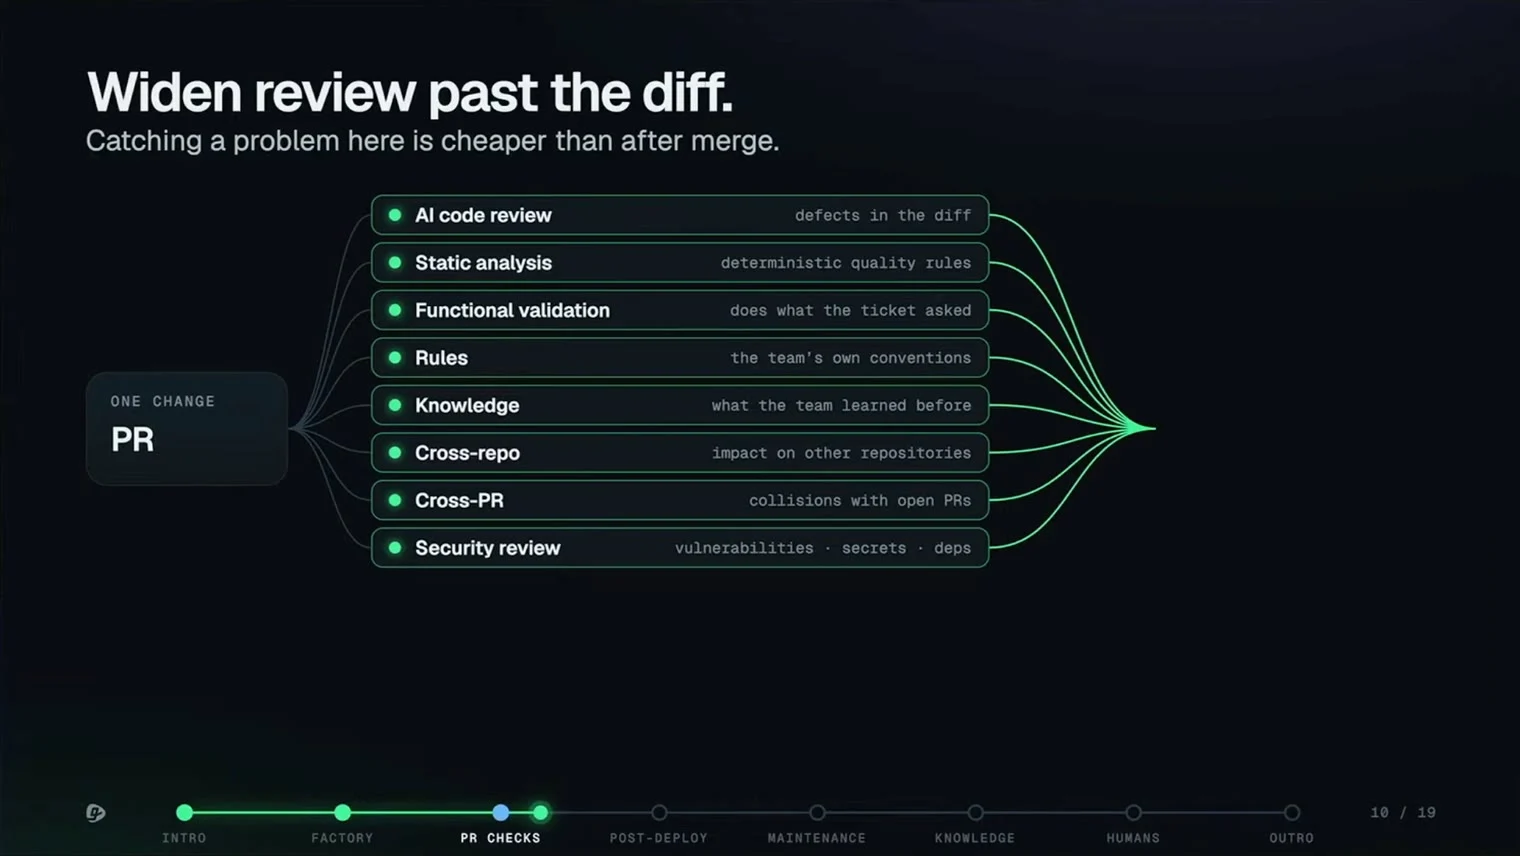 Widen review past the diff.
Catching a problem here is cheaper than after merge.
AI code review defects in the diff
Static analysis deterministic quality rules
Functional validation does what the ticket asked
Rules the team's own conventions
ONE CHANGE
PR
Knowledge what the team learned before
Cross-repo impact on other repositories
Cross-PR collisions with open PRs
Security review vulnerabilities · secrets · deps
INTRO FACTORY PR CHECKS POST-DEPLOY MAINTENANCE KNOWLEDGE HUMANS OUTRO
10 / 19